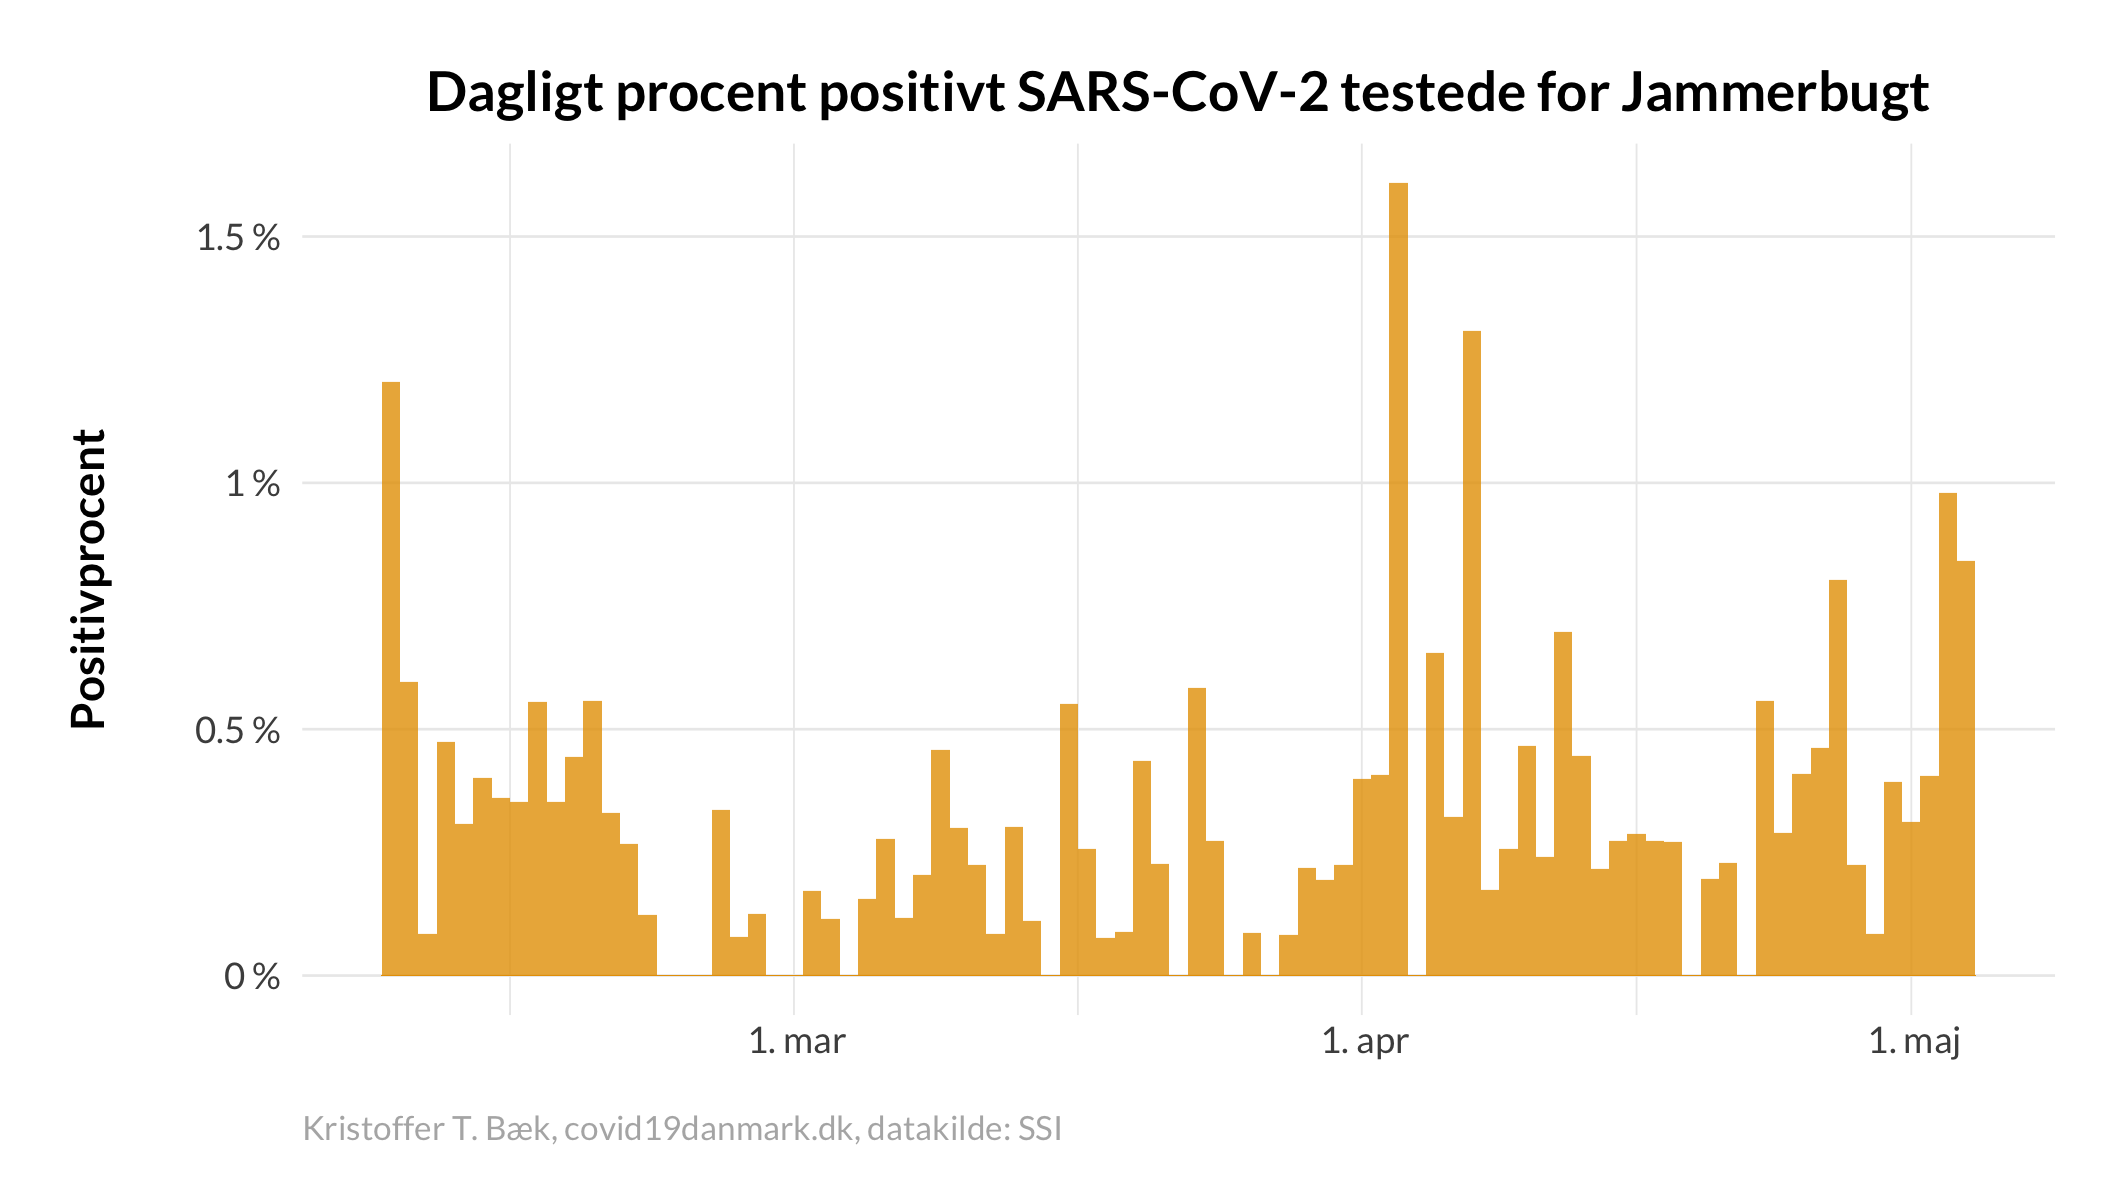 Dagligt procent positivt SARS-CoV-2 testede for Jammerbugt
Positivprocent
1.5 %
1 %
0.5 %
0 %
1. mar
1. apr
1. maj
Kristoffer T. Bæk, covid19danmark.dk, datakilde: SSI